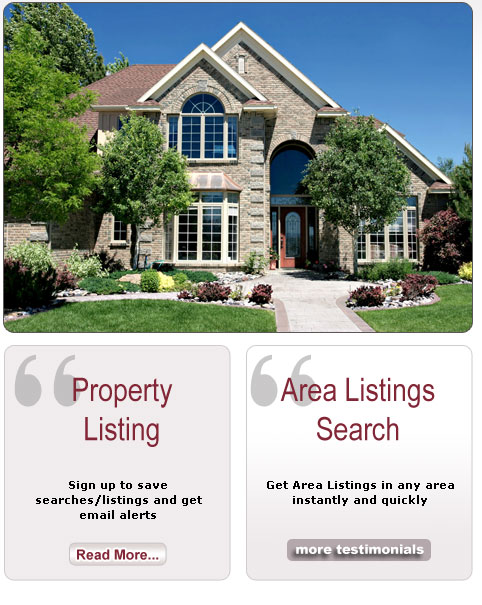 Property
Listing
Sign up to save
searches/listings and get
email alerts
Read More...
Area Listings
Search
Get Area Listings in any area
instantly and quickly
more testimonials